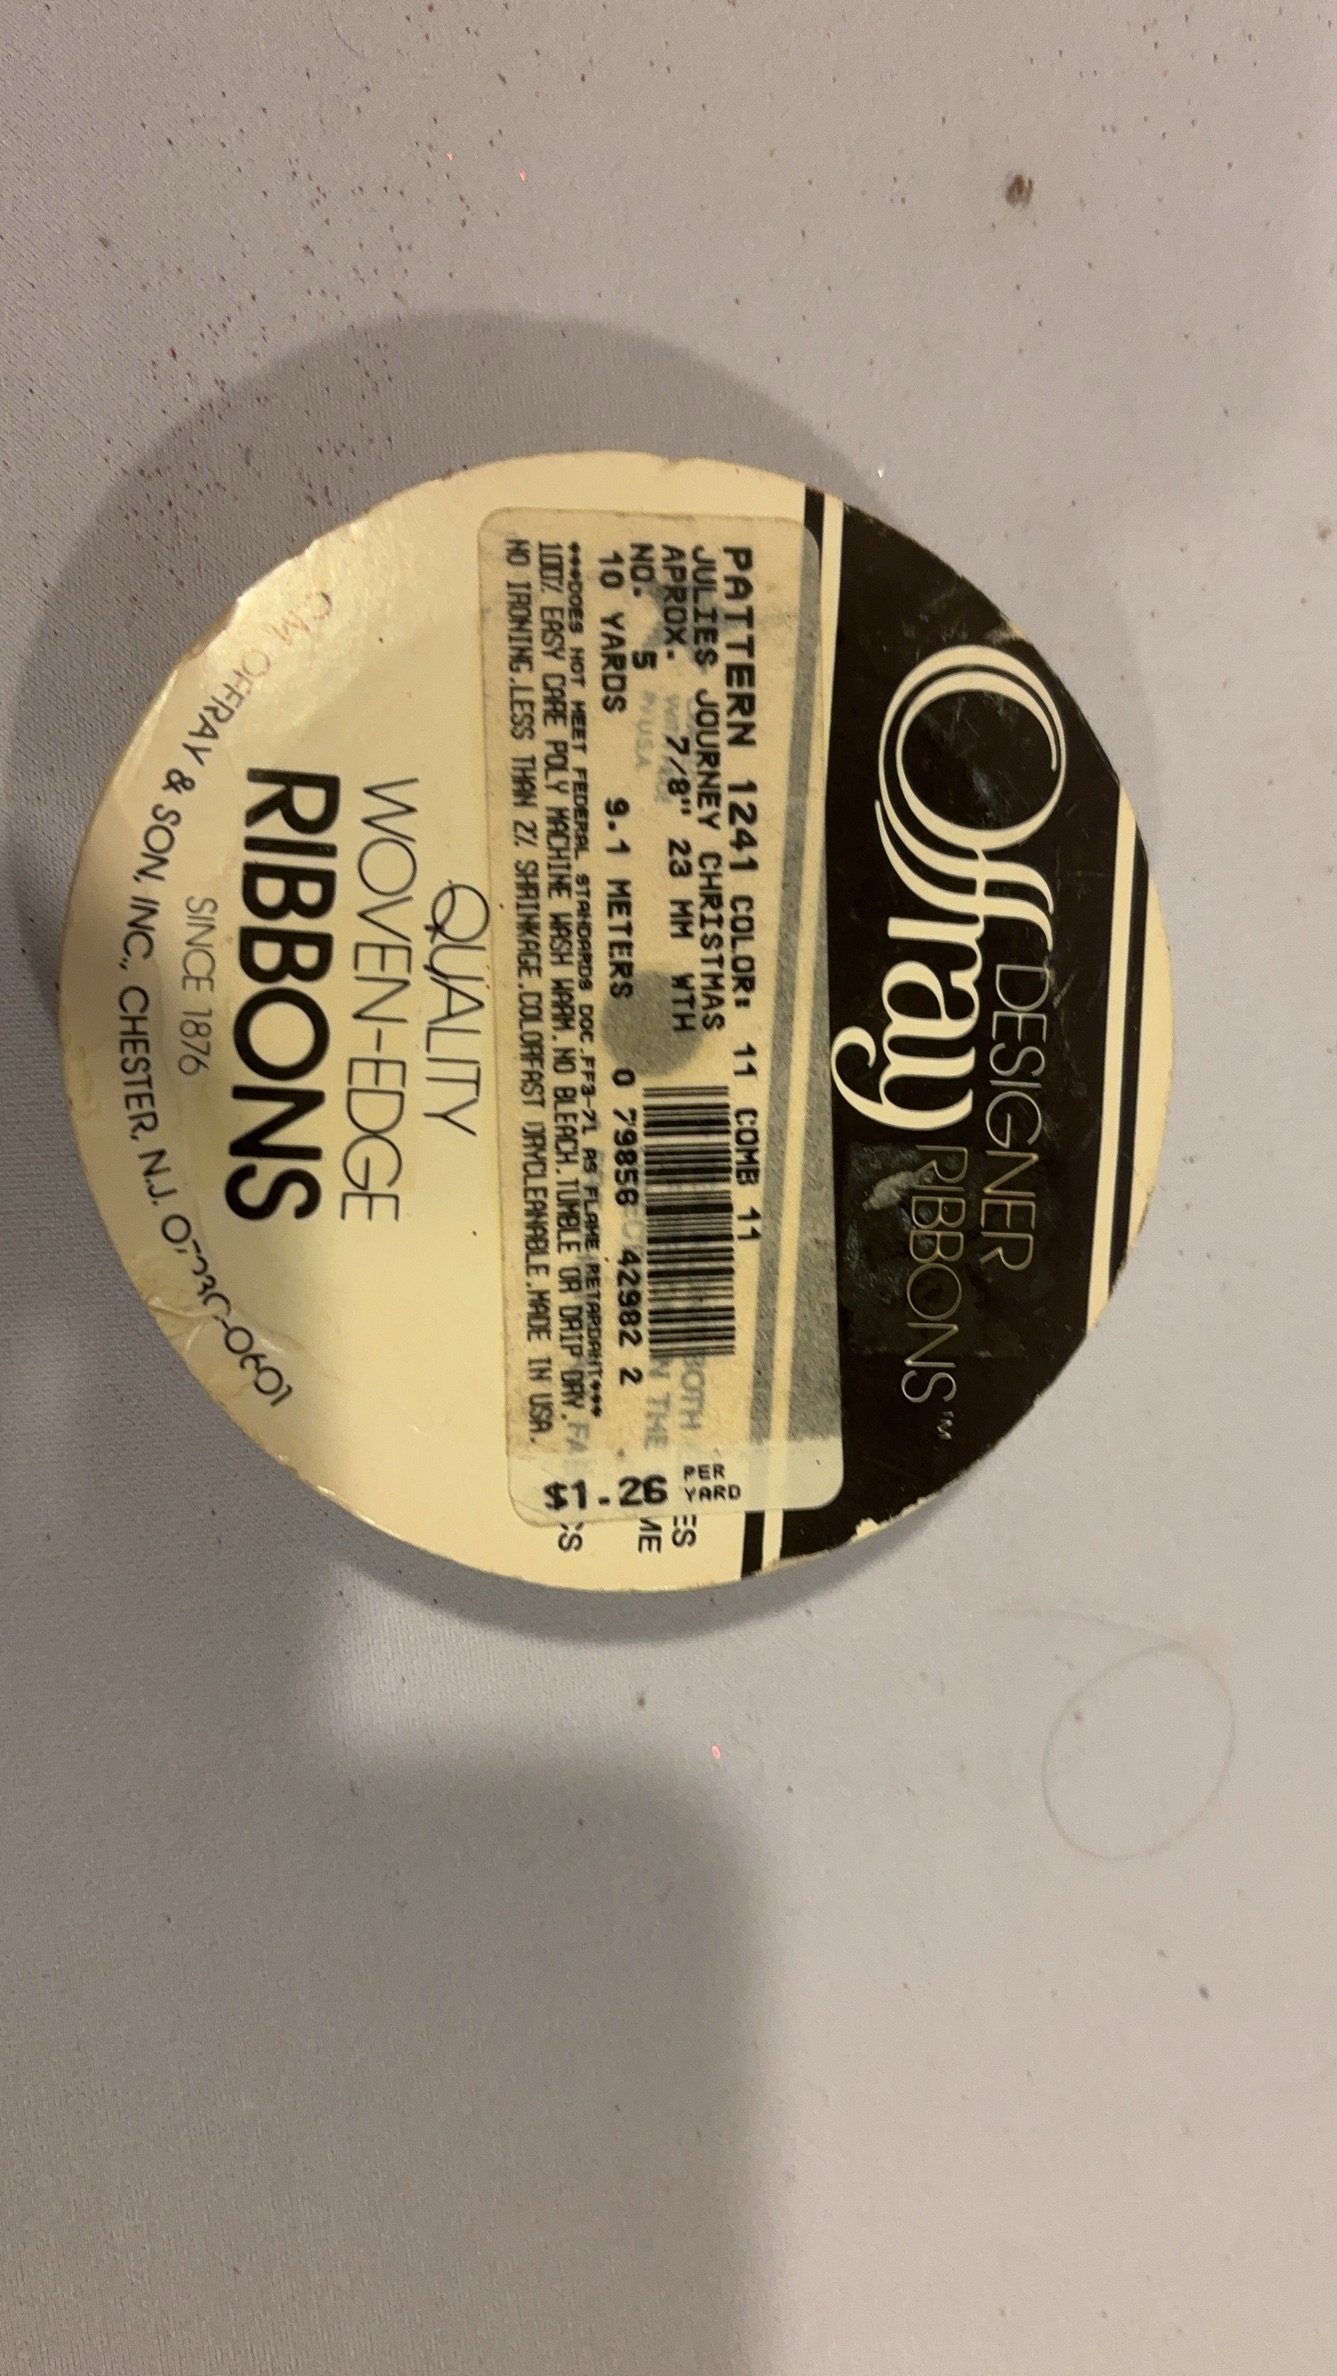 DESIGNER
Offray RIBBONS™
PATTERN 1241 COLOR: 11 COMB 11
JULIES JOURNEY CHRISTMAS
APROX. 7/8" 23 MM WTH
NO. 5
10 YARDS 9.1 METERS 0 79856 42982 2
***DOES NOT MEET FEDERAL STANDARDS DOC.FF3-71 AS FLAME RETARDANT***
100% EASY CARE POLY MACHINE WASH WARM.NO BLEACH.TUMBLE OR DRIP DRY.
NO IRONING.LESS THAN 2% SHRINKAGE.COLORFAST DRYCLEANABLE.MADE IN USA.
PER
YARD
$1.26
BOTH
N THE
QUALITY
WOVEN-EDGE
RIBBONS
SINCE 1876
C.M. OFFRAY & SON, INC., CHESTER, N.J.